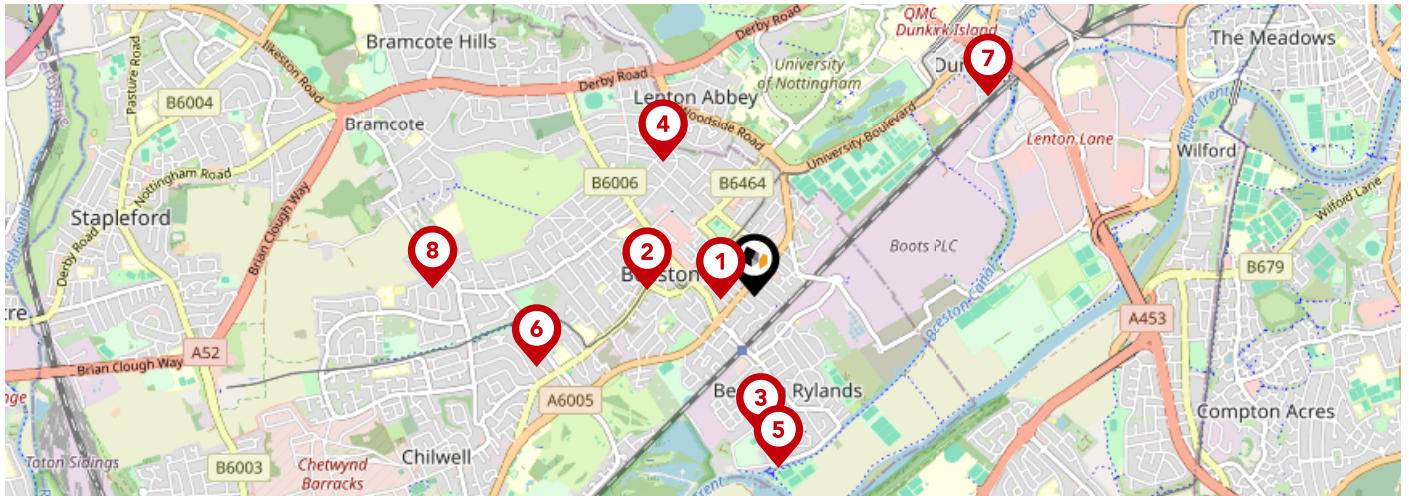 QMC
Dunkirk Island
Derby Road
The Meadows
Bramcote Hills
Ilkeston Road
Pasture Road
University
of Nottingham
7
Derby Road
Lenton Abbey
B6004
4
Woodside Road
Bramcote
University Boulevard
Lenton Lane
River Trent
Wilford
Nottingham Road
B6006
B6464
Wilford Lane
Stapleford
Derby Road
Brian Clough Way
8
2
1
Boots PLC
B679
Beeston Canal
6
A453
A52
Brian Clough Way
3
Rylands
A6005
5
Compton Acres
Chilwell
Toton Sidings
B6003
Chetwynd
Barracks
Trent